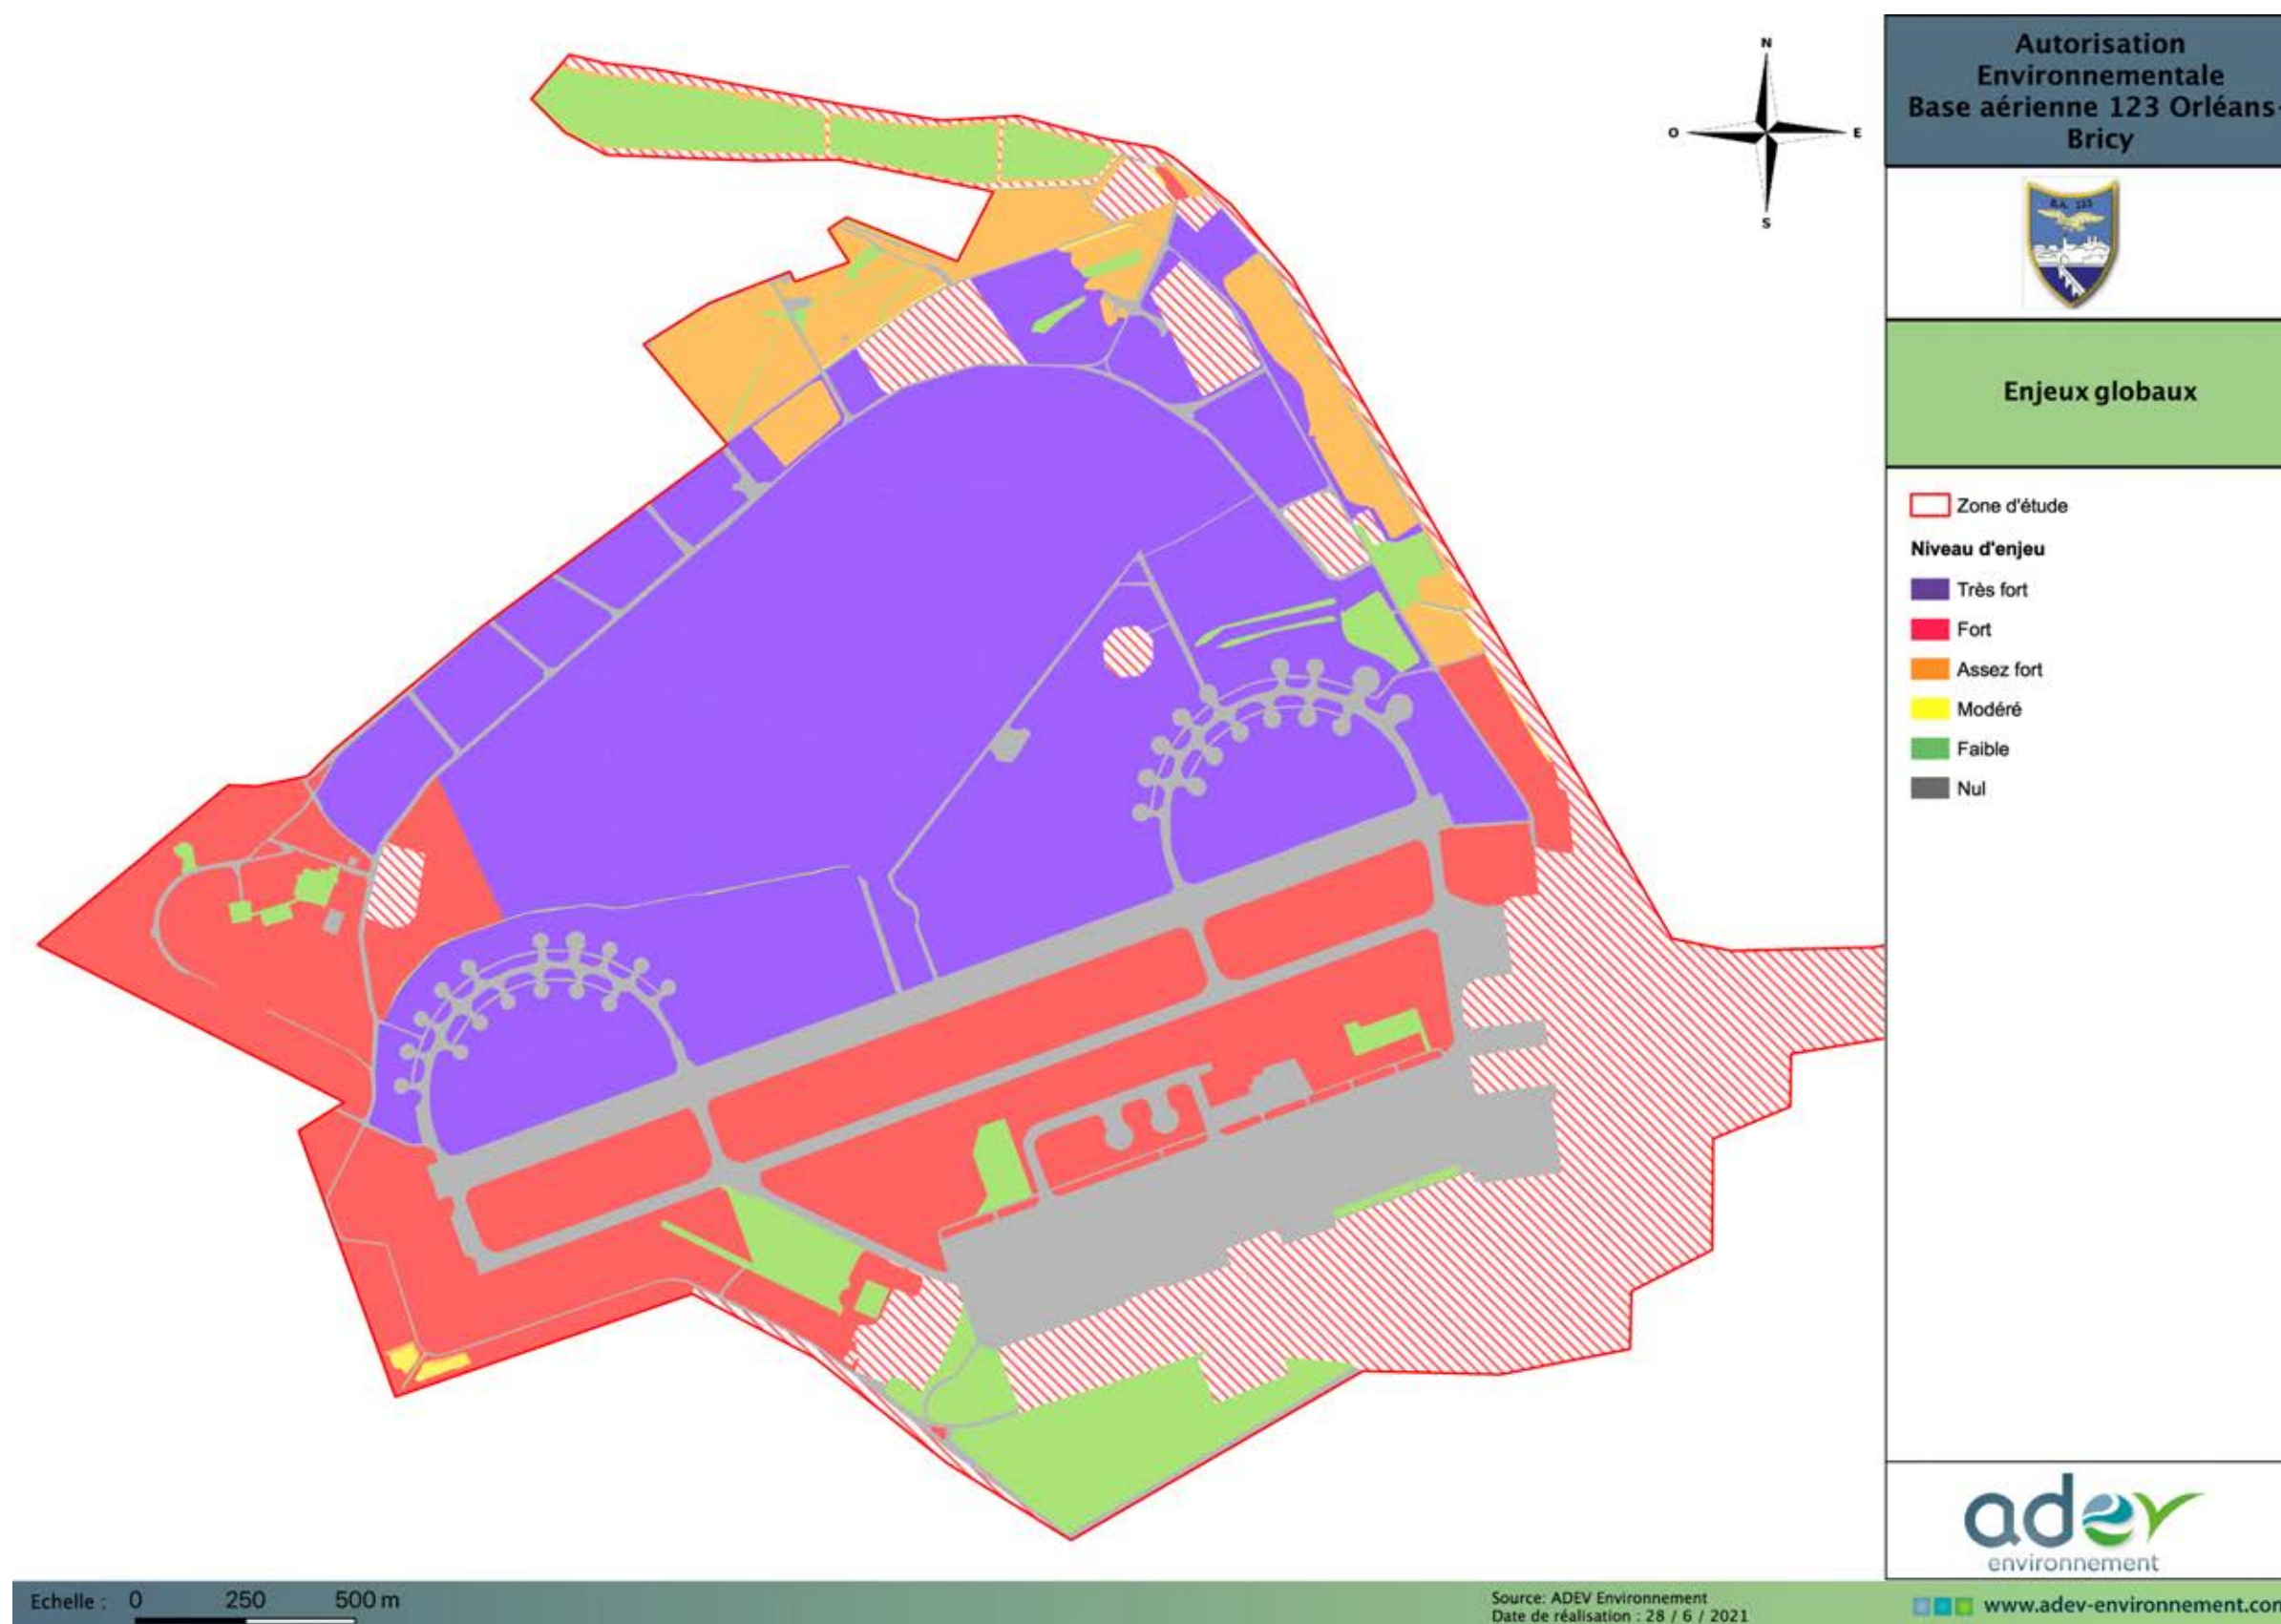 N
O
E
S
Autorisation
Environnementale
Base aérienne 123 Orléans-
Bricy
B.A. 123
Enjeux globaux
Zone d'étude
Niveau d'enjeu
Très fort
Fort
Assez fort
Modéré
Faible
Nul
adev
environnement
Echelle : 0 250 500 m
Source: ADEV Environnement
Date de réalisation : 28 / 6 / 2021
www.adev-environnement.com